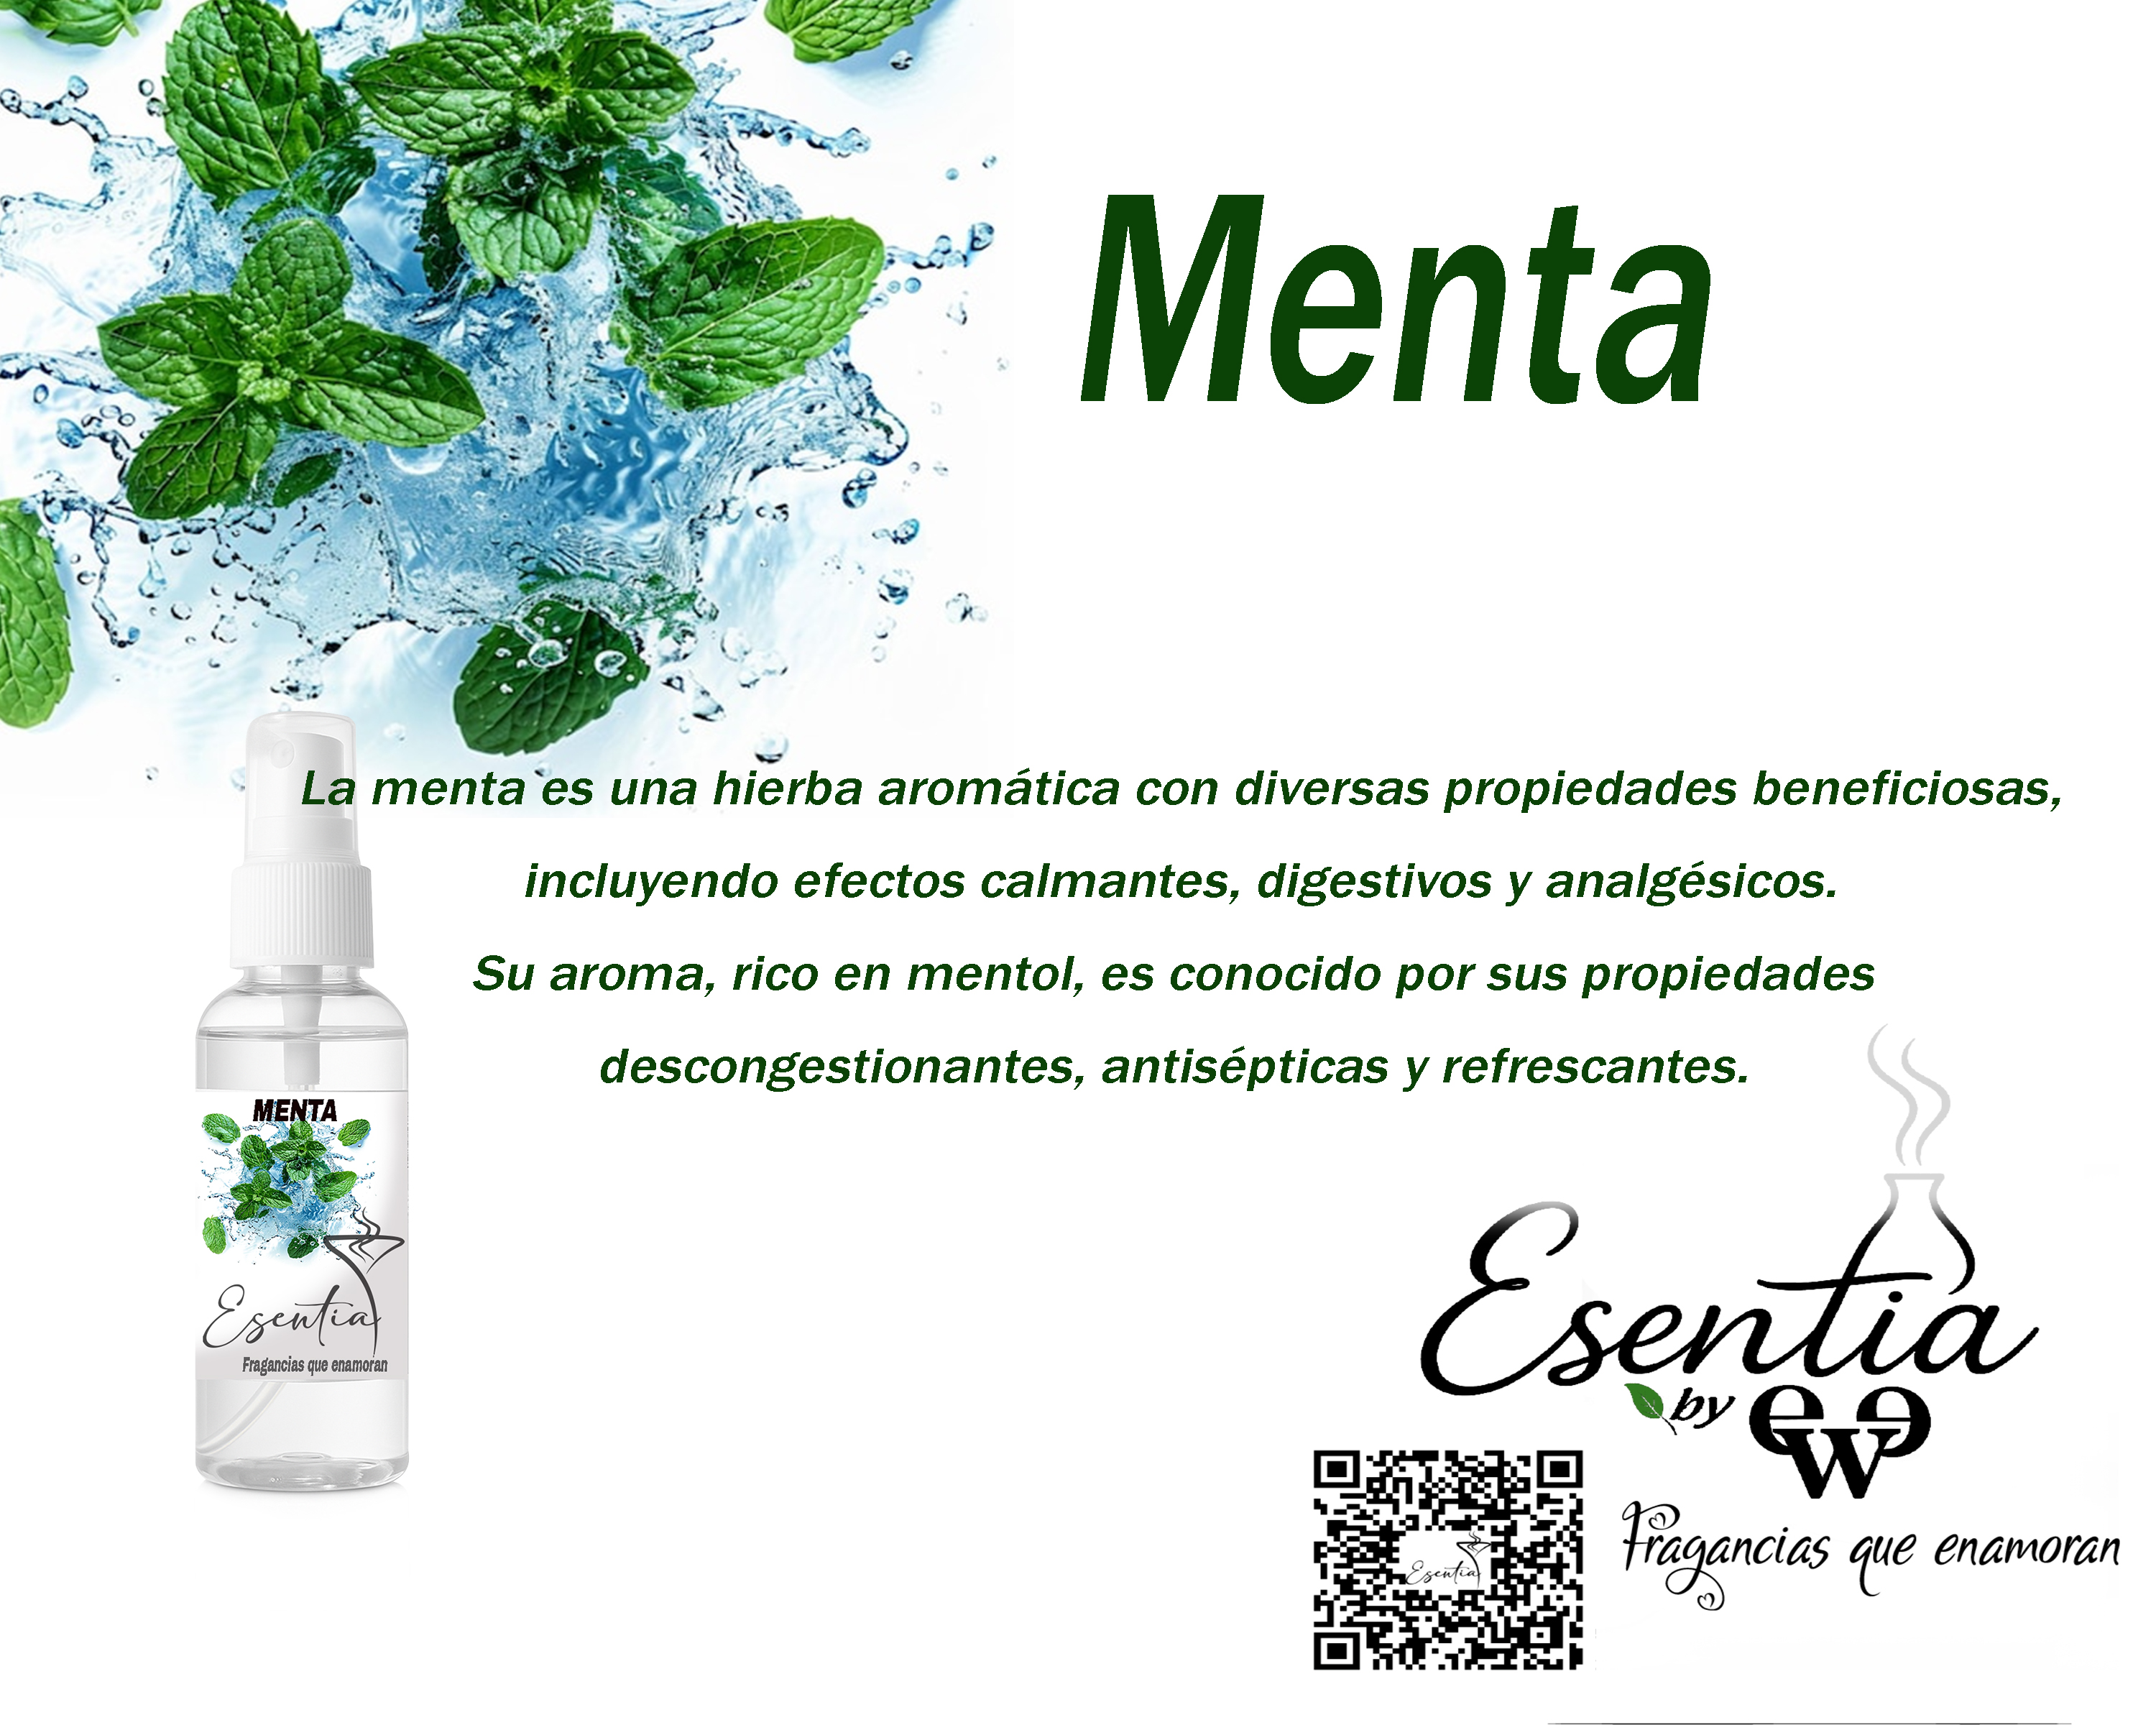 Menta
La menta es una hierba aromática con diversas propiedades beneficiosas,
incluyendo efectos calmantes, digestivos y analgésicos.
Su aroma, rico en mentol, es conocido por sus propiedades
descongestionantes, antisépticas y refrescantes.
MENTA
Esentia
Fragancias que enamoran
Esentia
by ewe
Fragancias que enamoran
Esentia